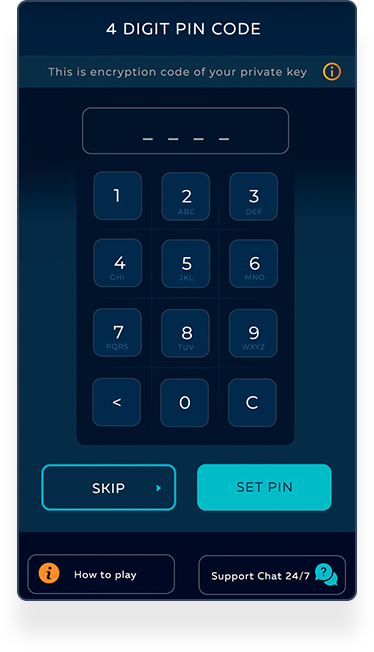 4 DIGIT PIN CODE
This is encryption code of your private key
_ _ _ _
1 2 3
ABC DEF
4 5 6
GHI JKL MNO
7 8 9
PQRS TUV WXYZ
< 0 C
SKIP SET PIN
How to play Support Chat 24/7